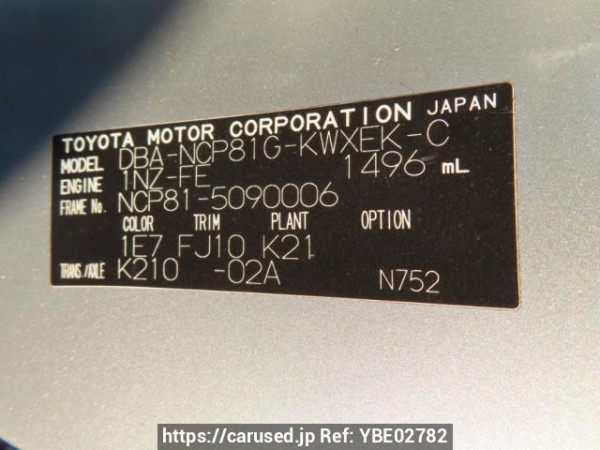 TOYOTA MOTOR CORPORATION JAPAN
MODEL DBA-NCP81G-KWXEK-C
ENGINE 1NZ-FE 1496 mL
FRAME No. NCP81-5090006
COLOR TRIM PLANT OPTION
1E7 FJ10 K21
TRANS./AXLE K210 -02A N752
https://carused.jp Ref: YBE02782